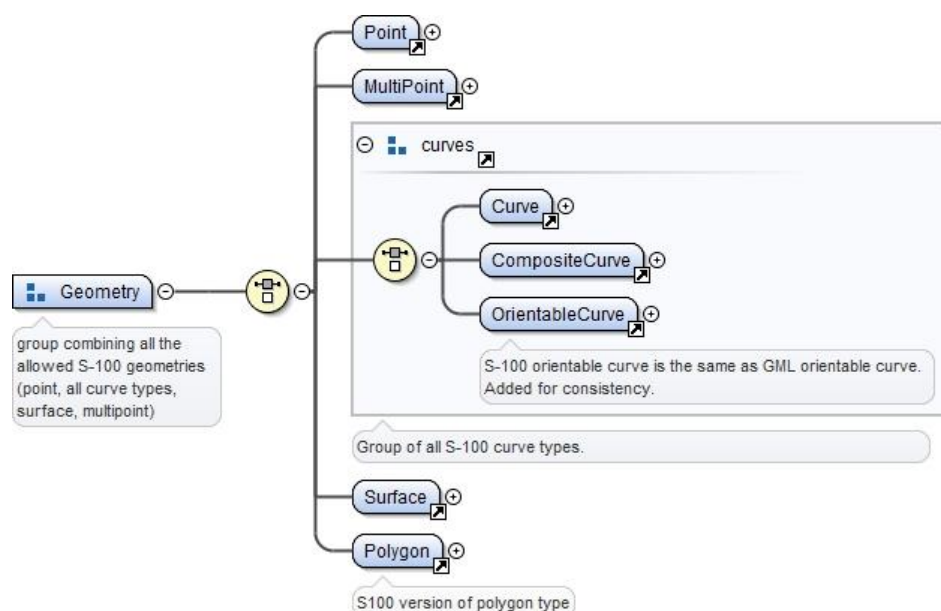 Point
MultiPoint
curves
Curve
CompositeCurve
OrientableCurve
S-100 orientable curve is the same as GML orientable curve.
Added for consistency.
Geometry
group combining all the
allowed S-100 geometries
(point, all curve types,
surface, multipoint)
Group of all S-100 curve types.
Surface
Polygon
S100 version of polygon type